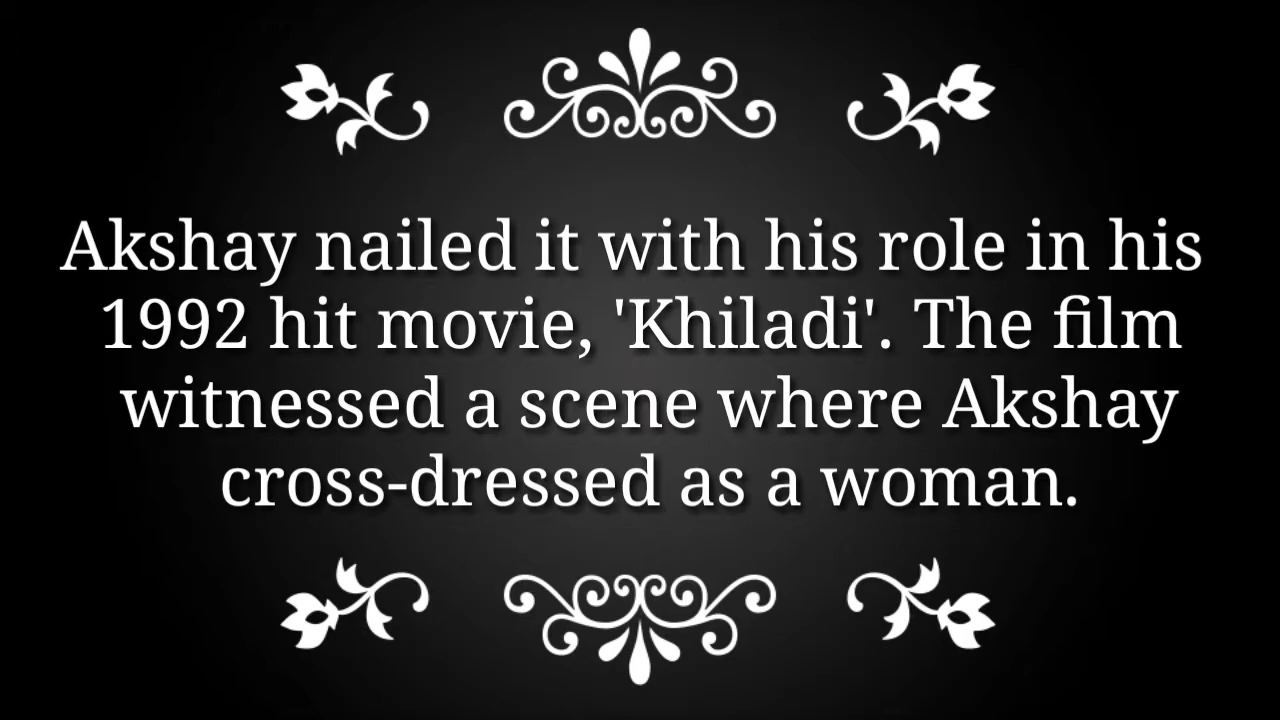 Akshay nailed it with his role in his
1992 hit movie, 'Khiladi'. The film
witnessed a scene where Akshay
cross-dressed as a woman.